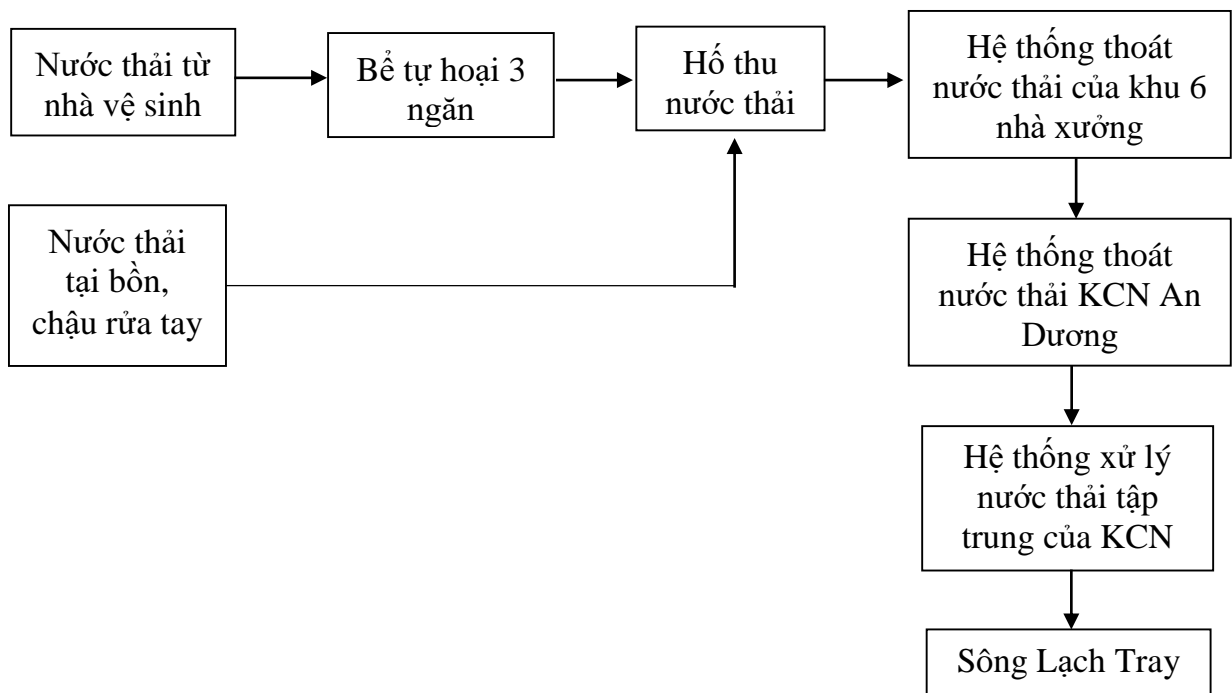 Nước thải từ
nhà vệ sinh
Bể tự hoại 3
ngăn
Hố thu
nước thải
Hệ thống thoát
nước thải của khu 6
nhà xưởng
Nước thải
tại bồn,
chậu rửa tay
Hệ thống thoát
nước thải KCN An
Dương
Hệ thống xử lý
nước thải tập
trung của KCN
Sông Lạch Tray